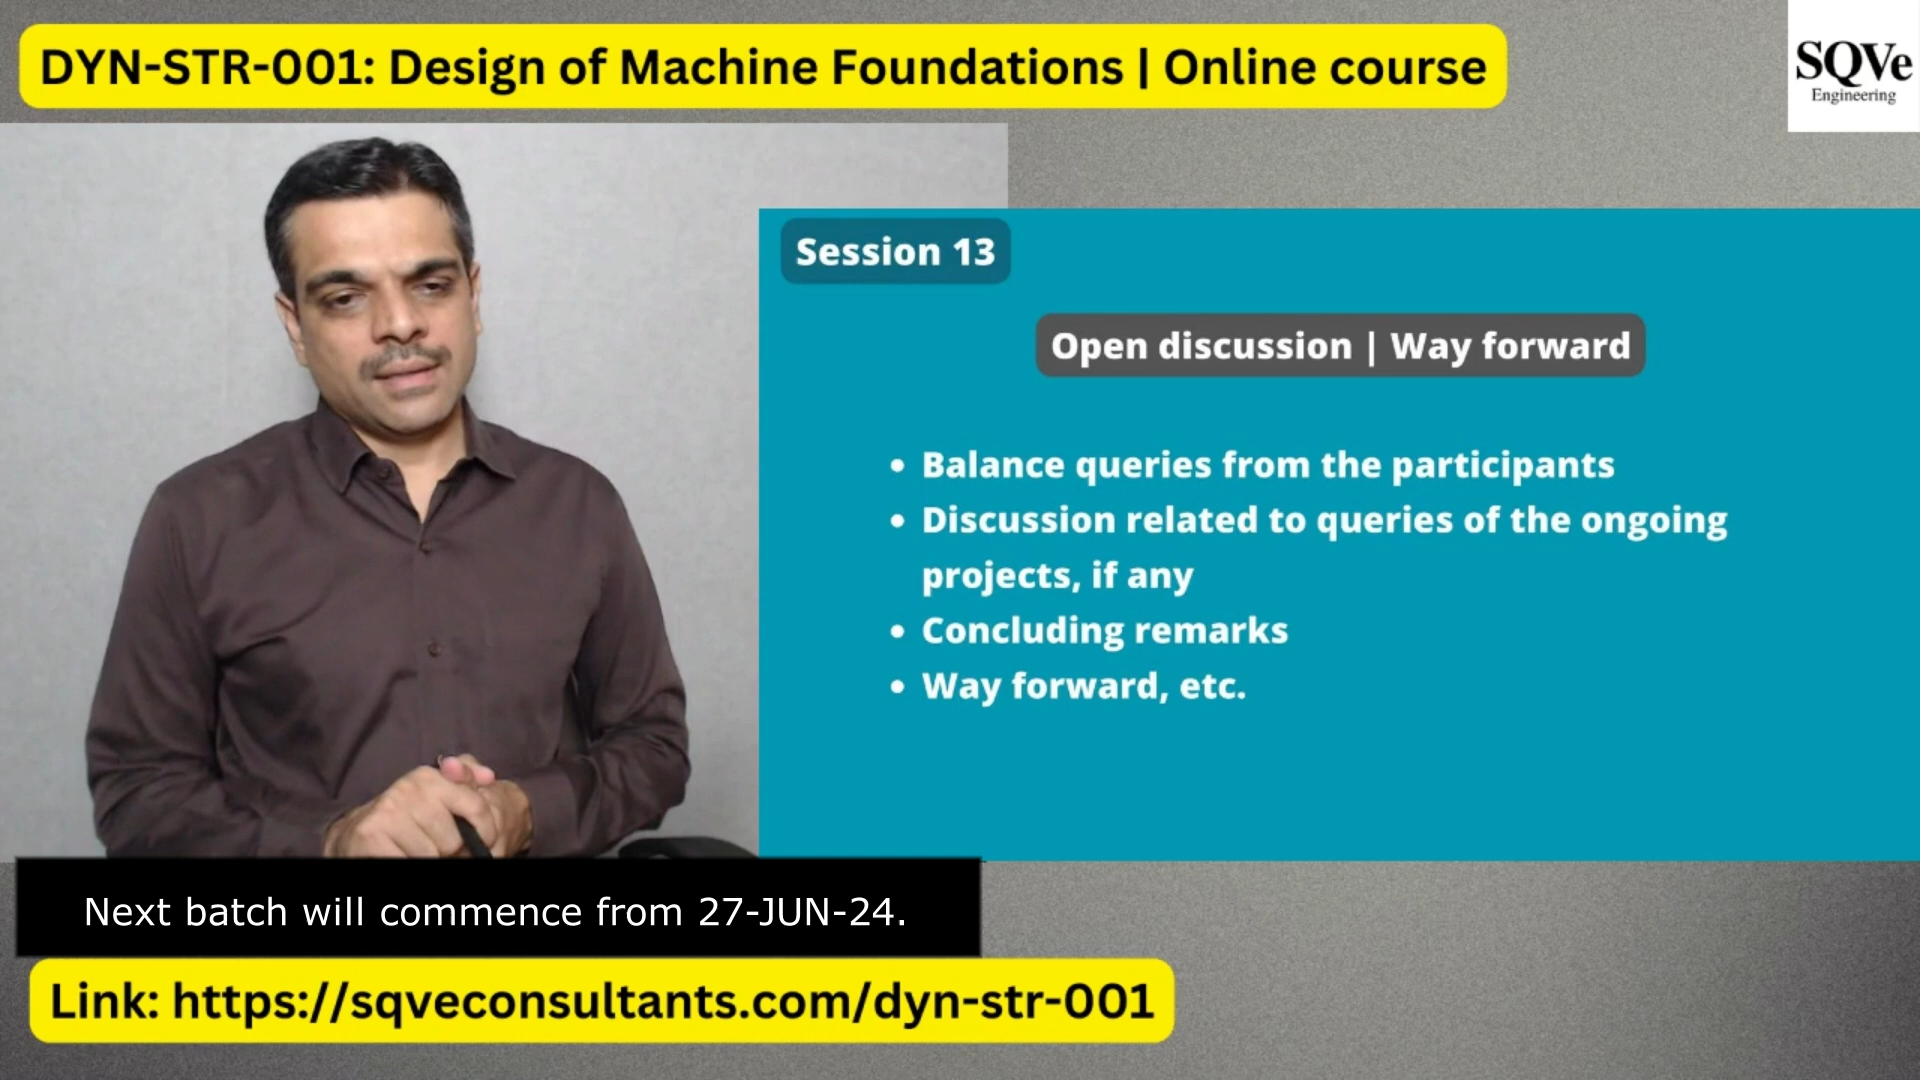 DYN-STR-001: Design of Machine Foundations | Online course
SQVe
Engineering
Session 13
Open discussion | Way forward
• Balance queries from the participants
• Discussion related to queries of the ongoing
projects, if any
• Concluding remarks
• Way forward, etc.
Next batch will commence from 27-JUN-24.
Link: https://sqveconsultants.com/dyn-str-001